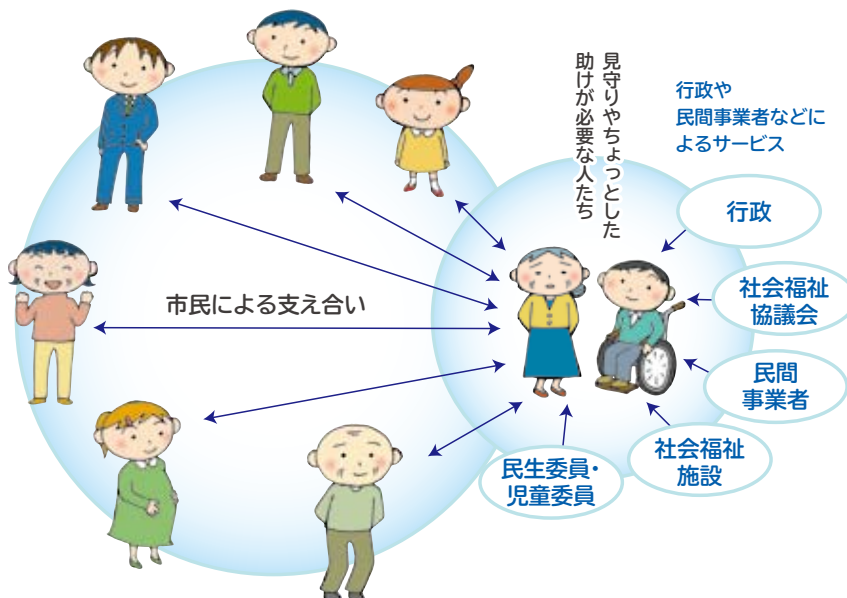 見守りやちょっとした
助けが必要な人たち
行政や
民間事業者などに
よるサービス
行政
社会福祉
協議会
民間
事業者
社会福祉
施設
民生委員・
児童委員
市民による支え合い